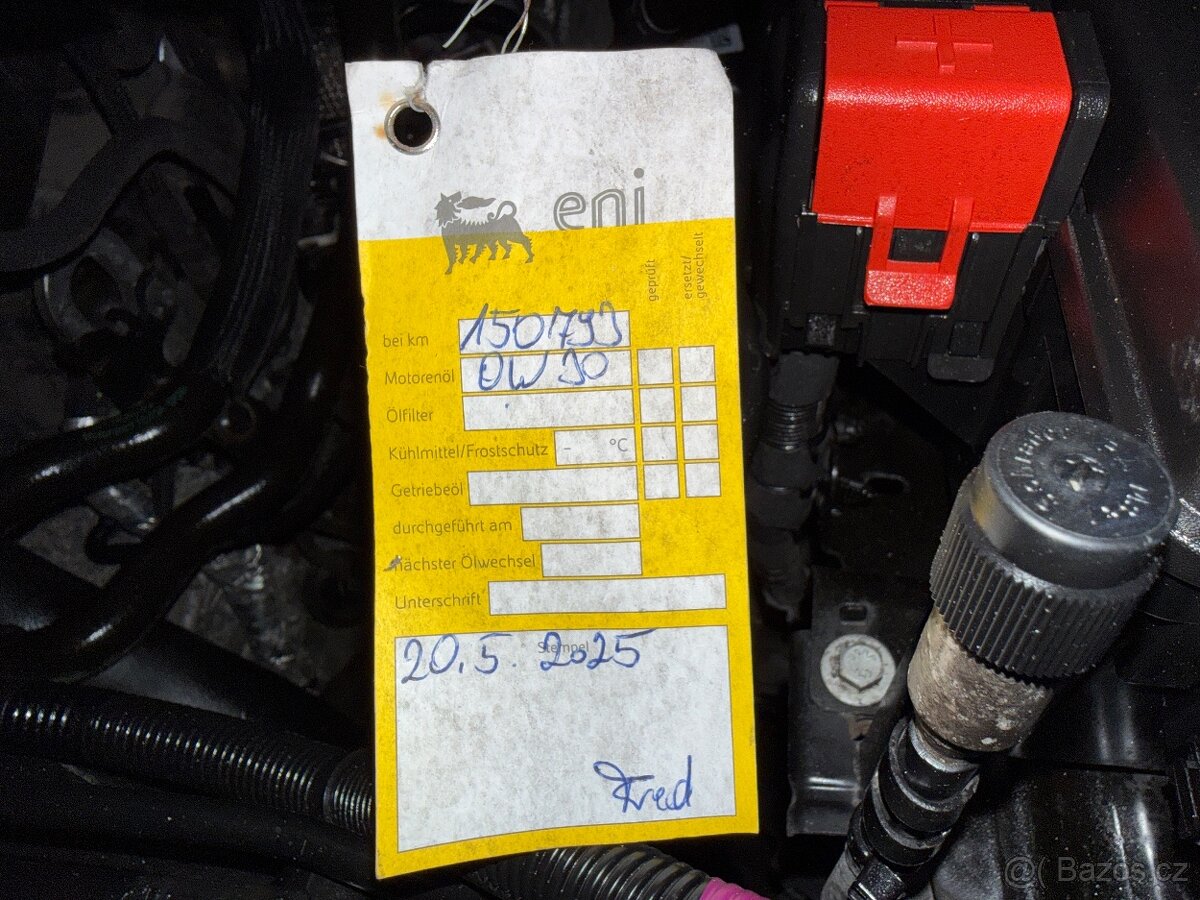 eni
geprüft
ersetzt/
gewechselt
bei km 150799
Motorenöl 0W30
Ölfilter
Kühlmittel/Frostschutz - °C
Getriebeöl
durchgeführt am
nächster Ölwechsel
Unterschrift
Stempel
20.5.2025
Fred
@( Bazos.cz